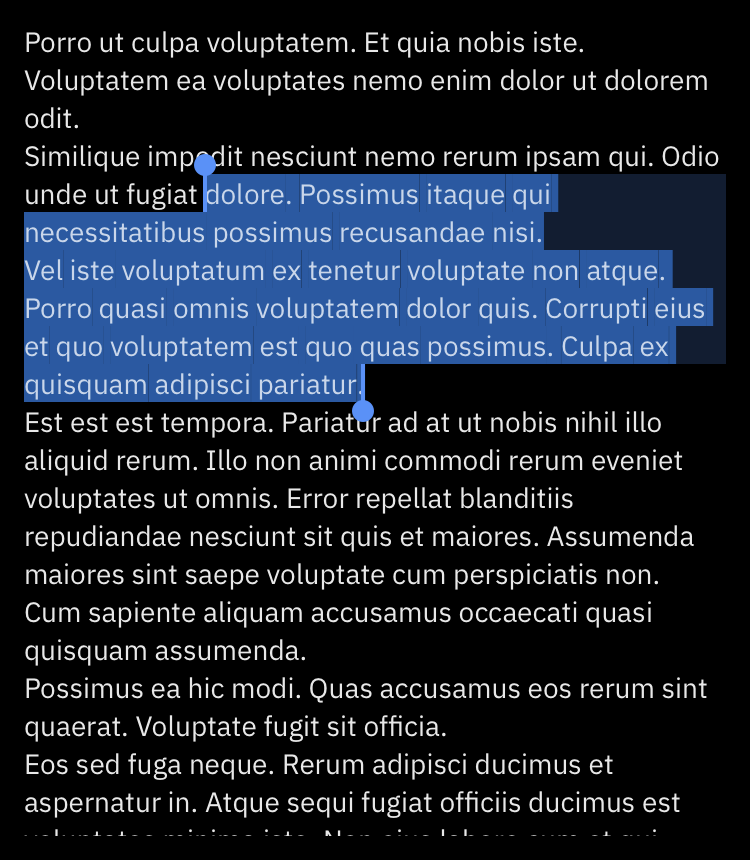 Porro ut culpa voluptatem. Et quia nobis iste.
Voluptatem ea voluptates nemo enim dolor ut dolorem
odit.
Similique impedit nesciunt nemo rerum ipsam qui. Odio
unde ut fugiat dolore. Possimus itaque qui
necessitatibus possimus recusandae nisi.
Vel iste voluptatum ex tenetur voluptate non atque.
Porro quasi omnis voluptatem dolor quis. Corrupti eius
et quo voluptatem est quo quas possimus. Culpa ex
quisquam adipisci pariatur.
Est est est tempora. Pariatur ad at ut nobis nihil illo
aliquid rerum. Illo non animi commodi rerum eveniet
voluptates ut omnis. Error repellat blanditiis
repudiandae nesciunt sit quis et maiores. Assumenda
maiores sint saepe voluptate cum perspiciatis non.
Cum sapiente aliquam accusamus occaecati quasi
quisquam assumenda.
Possimus ea hic modi. Quas accusamus eos rerum sint
quaerat. Voluptate fugit sit officia.
Eos sed fuga neque. Rerum adipisci ducimus et
aspernatur in. Atque sequi fugiat officiis ducimus est